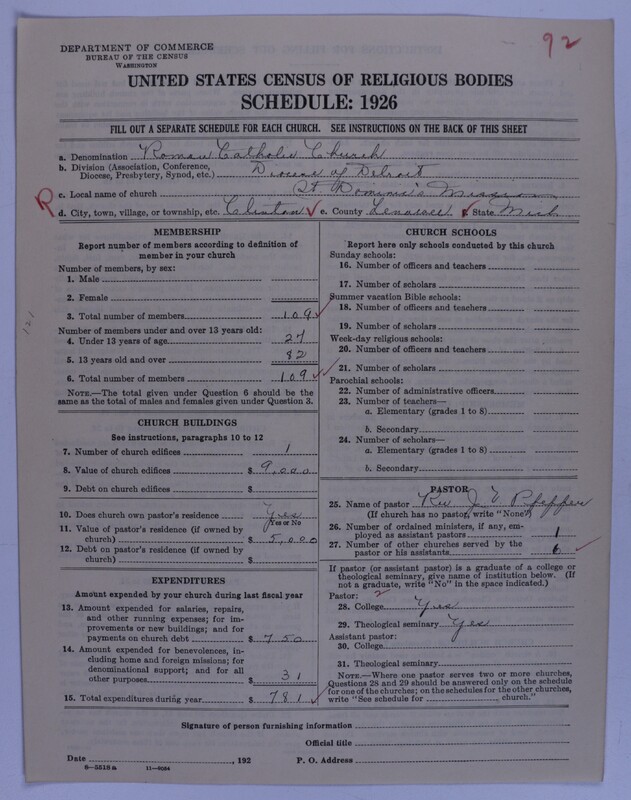 92
DEPARTMENT OF COMMERCE
BUREAU OF THE CENSUS
WASHINGTON
UNITED STATES CENSUS OF RELIGIOUS BODIES
SCHEDULE: 1926
FILL OUT A SEPARATE SCHEDULE FOR EACH CHURCH. SEE INSTRUCTIONS ON THE BACK OF THIS SHEET
a. Denomination Roman Catholic Church
b. Division (Association, Conference, Diocese, Presbytery, Synod, etc.) Diocese of Detroit
R c. Local name of church St Dominic's Mission
d. City, town, village, or township, etc. Clinton ✓ e. County Lenawee f. State Mich
MEMBERSHIP
Report number of members according to definition of
member in your church
Number of members, by sex:
1. Male
2. Female
3. Total number of members 109 ✓
Number of members under and over 13 years old:
4. Under 13 years of age 27
5. 13 years old and over 82
6. Total number of members 109 ✓✓
NOTE.—The total given under Question 6 should be
same as the total of males and females given under Question 3.
CHURCH BUILDINGS
See instructions, paragraphs 10 to 12
7. Number of church edifices 1
8. Value of church edifices $ 9,000
9. Debt on church edifices $
10. Does church own pastor's residence Yes
Yes or No
11. Value of pastor's residence (if owned by
church) $ 5,000
12. Debt on pastor's residence (if owned by
church) $
EXPENDITURES
Amount expended by your church during last fiscal year
13. Amount expended for salaries, repairs,
and other running expenses; for im-
provements or new buildings; and for
payments on church debt $ 750
14. Amount expended for benevolences, in-
cluding home and foreign missions; for
denominational support; and for all
other purposes $ 31
15. Total expenditures during year $ 781 ✓
CHURCH SCHOOLS
Report here only schools conducted by this church
Sunday schools:
16. Number of officers and teachers
17. Number of scholars
Summer vacation Bible schools:
18. Number of officers and teachers
19. Number of scholars
Week-day religious schools:
20. Number of officers and teachers
21. Number of scholars
Parochial schools:
22. Number of administrative officers
23. Number of teachers—
a. Elementary (grades 1 to 8)
b. Secondary
24. Number of scholars—
a. Elementary (grades 1 to 8)
b. Secondary
PASTOR
25. Name of pastor Rev J V Pfeffer
(If church has no pastor, write "None")
26. Number of ordained ministers, if any, em-
ployed as assistant pastors 1
27. Number of other churches served by the
pastor or his assistants 6 ✓
If pastor (or assistant pastor) is a graduate of a college or
theological seminary, give name of institution below. (If
not a graduate, write "No" in the space indicated.)
Pastor: 2
28. College Yes
29. Theological seminary Yes
Assistant pastor:
30. College
31. Theological seminary
NOTE.—Where one pastor serves two or more churches,
Questions 28 and 29 should be answered only on the schedule
for one of the churches; on the schedules for the other churches,
write "See schedule for church."
Signature of person furnishing information
Official title
Date , 192 P. O. Address
8—5518a 11—9034
121